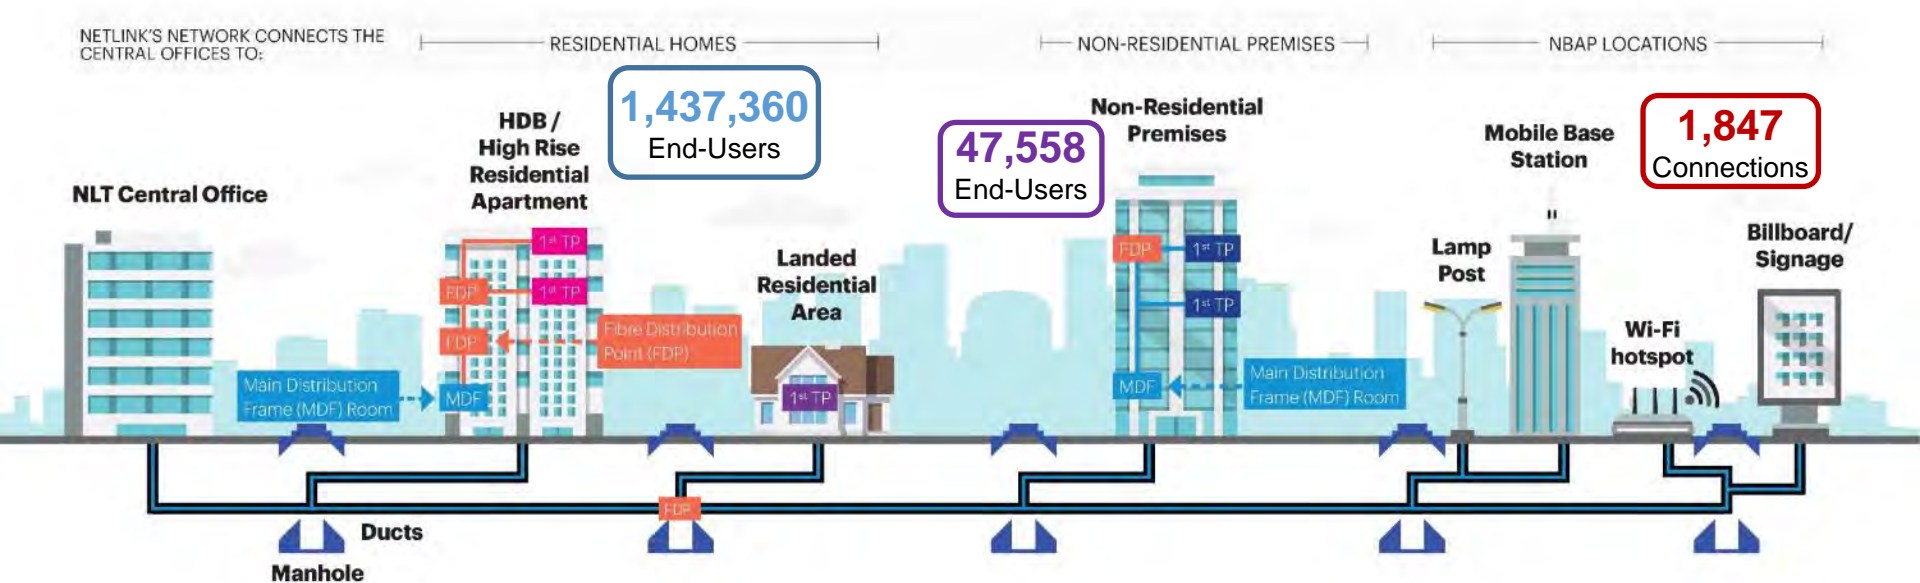 NETLINK'S NETWORK CONNECTS THE
CENTRAL OFFICES TO:
RESIDENTIAL HOMES
NON-RESIDENTIAL PREMISES
NBAP LOCATIONS
1,437,360
End-Users
47,558
End-Users
1,847
Connections
NLT Central Office
HDB /
High Rise
Residential
Apartment
Landed
Residential
Area
Non-Residential
Premises
Mobile Base
Station
Lamp
Post
Wi-Fi
hotspot
Billboard/
Signage
1st TP
FDP
1st TP
FDP
MDF
Fibre Distribution
Point (FDP)
Main Distribution
Frame (MDF) Room
1st TP
FDP
1st TP
1st TP
MDF
Main Distribution
Frame (MDF) Room
FDP
Ducts
Manhole